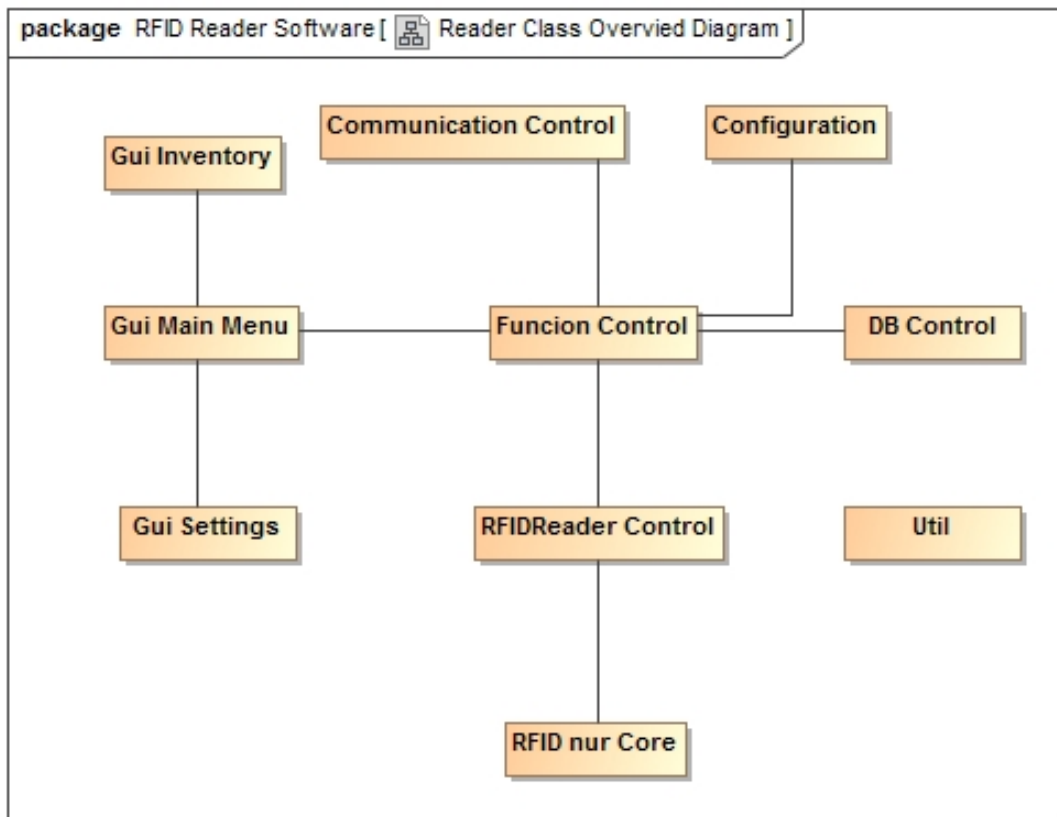 package RFID Reader Software [ Reader Class Overvied Diagram ]
Communication Control
Configuration
Gui Inventory
Gui Main Menu
Funcion Control
DB Control
Gui Settings
RFIDReader Control
Util
RFID nur Core